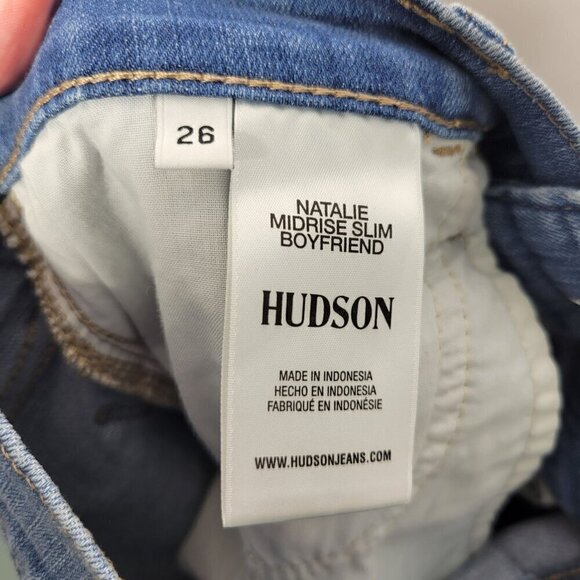 26
NATALIE
MIDRISE SLIM
BOYFRIEND
HUDSON
MADE IN INDONESIA
HECHO EN INDONESIA
FABRIQUÉ EN INDONÉSIE
WWW.HUDSONJEANS.COM